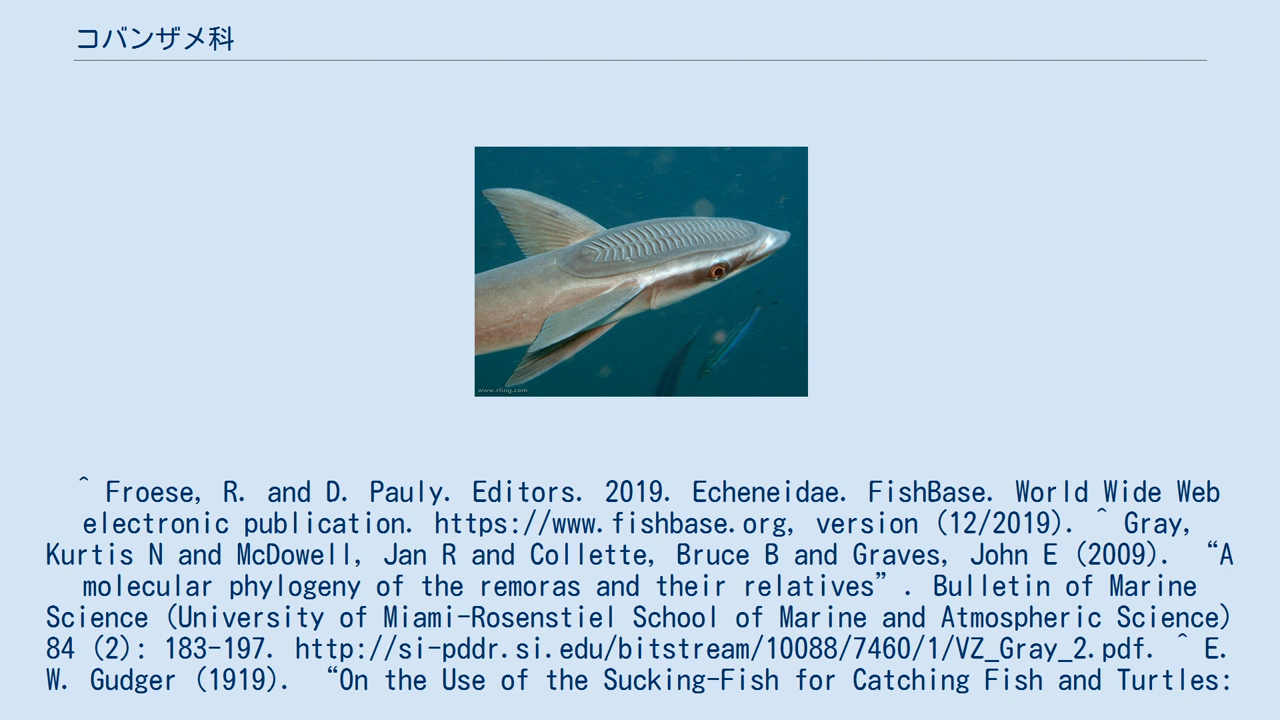 コバンザメ科
www.rling.com
^ Froese, R. and D. Pauly. Editors. 2019. Echeneidae. FishBase. World Wide Web
electronic publication. https://www.fishbase.org, version (12/2019). ^ Gray,
Kurtis N and McDowell, Jan R and Collette, Bruce B and Graves, John E (2009). “A
molecular phylogeny of the remoras and their relatives”. Bulletin of Marine
Science (University of Miami-Rosenstiel School of Marine and Atmospheric Science)
84 (2): 183-197. http://si-pddr.si.edu/bitstream/10088/7460/1/VZ_Gray_2.pdf. ^ E.
W. Gudger (1919). “On the Use of the Sucking-Fish for Catching Fish and Turtles: